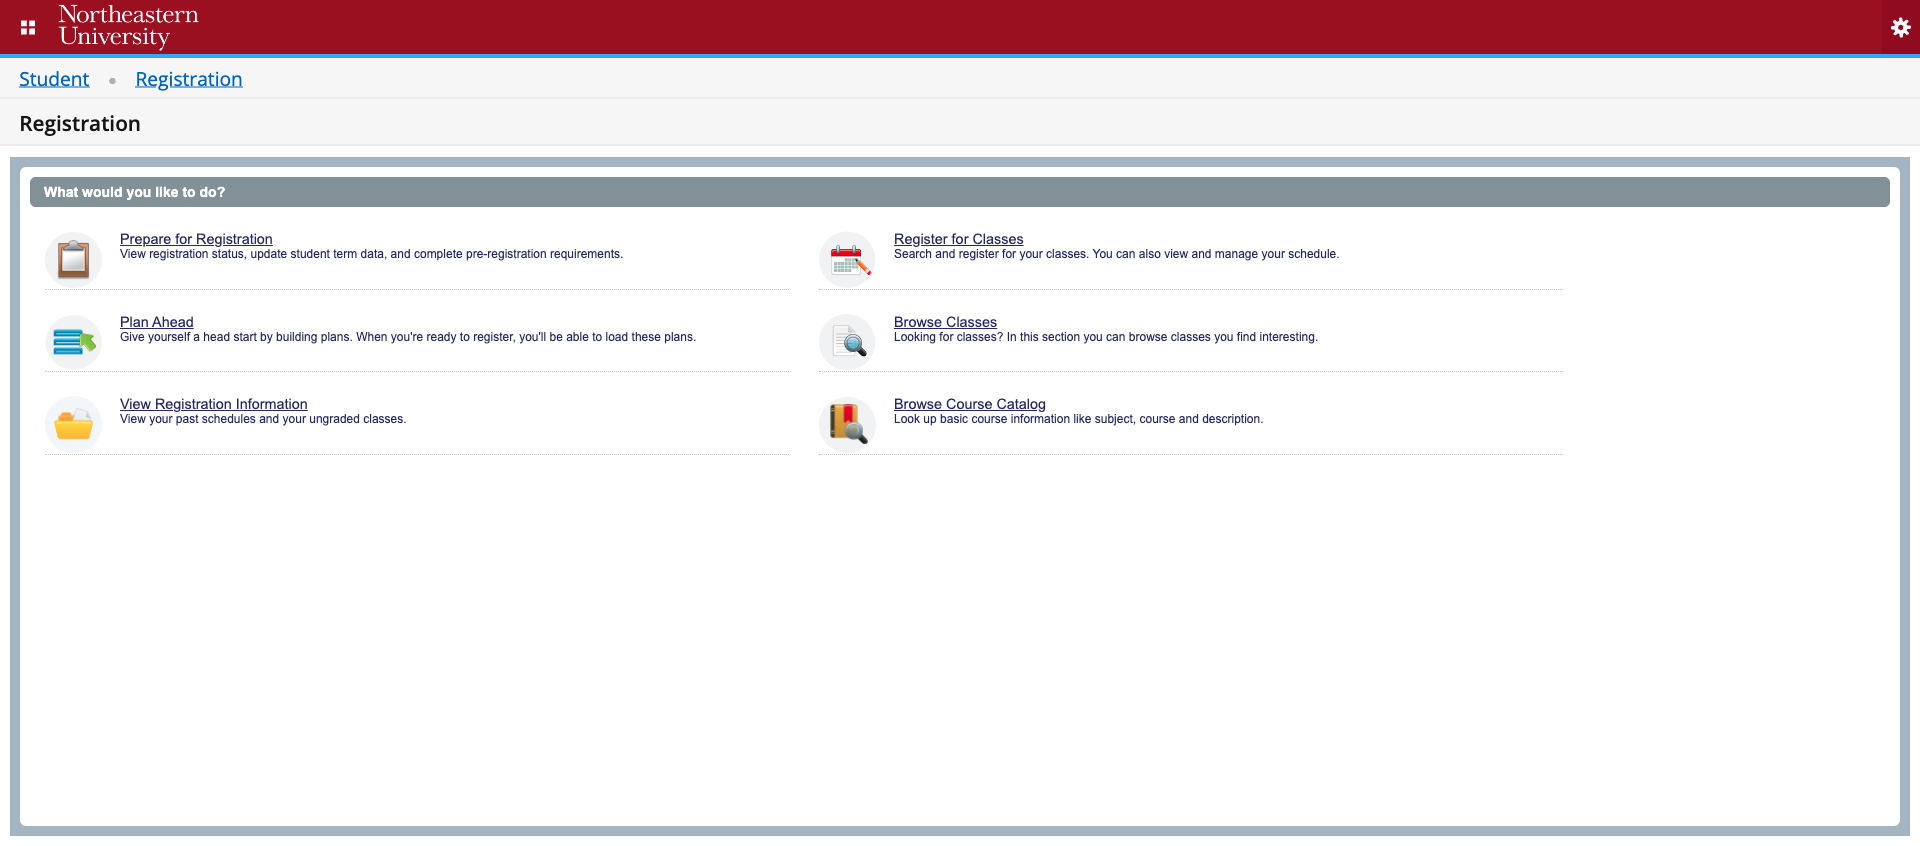 Northeastern
University
Student • Registration
Registration
What would you like to do?
Prepare for Registration
View registration status, update student term data, and complete pre-registration requirements.
Register for Classes
Search and register for your classes. You can also view and manage your schedule.
Plan Ahead
Give yourself a head start by building plans. When you're ready to register, you'll be able to load these plans.
Browse Classes
Looking for classes? In this section you can browse classes you find interesting.
View Registration Information
View your past schedules and your ungraded classes.
Browse Course Catalog
Look up basic course information like subject, course and description.